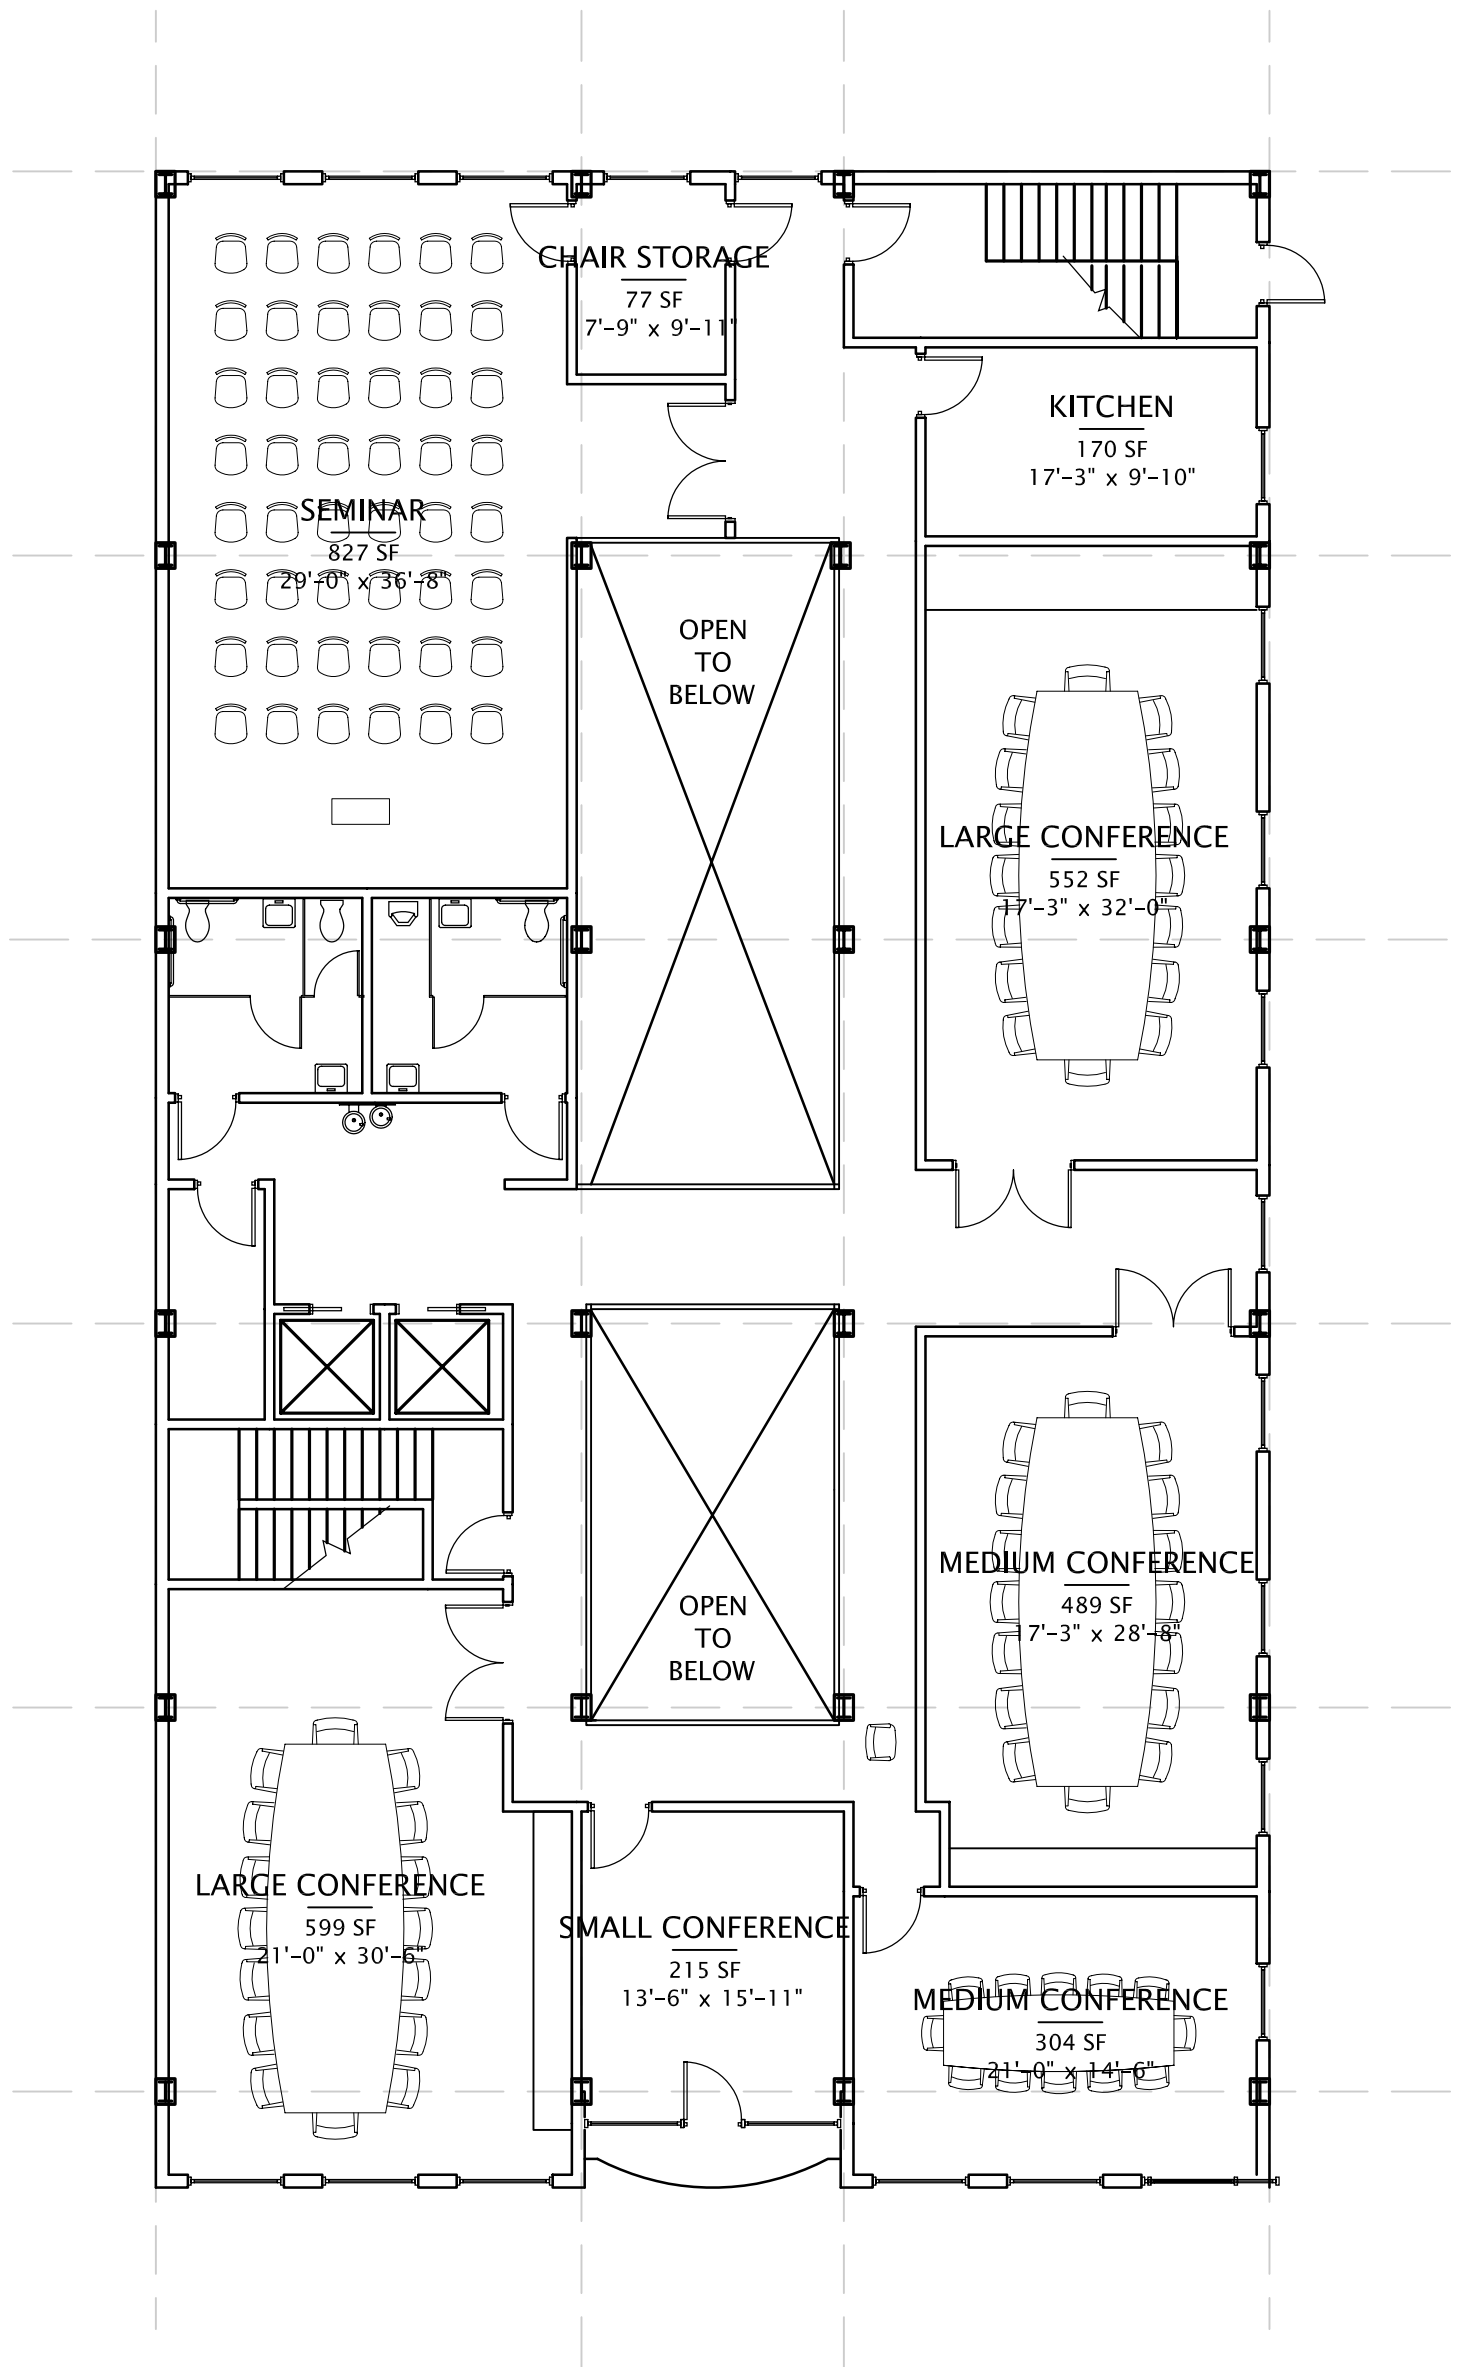 CHAIR STORAGE
77 SF
7'-9" x 9'-11"
KITCHEN
170 SF
17'-3" x 9'-10"
SEMINAR
827 SF
29'-0" x 36'-8"
OPEN
TO
BELOW
LARGE CONFERENCE
552 SF
17'-3" x 32'-0"
MEDIUM CONFERENCE
489 SF
17'-3" x 28'-8"
OPEN
TO
BELOW
LARGE CONFERENCE
599 SF
21'-0" x 30'-6"
SMALL CONFERENCE
215 SF
13'-6" x 15'-11"
MEDIUM CONFERENCE
304 SF
21'-0" x 14'-6"